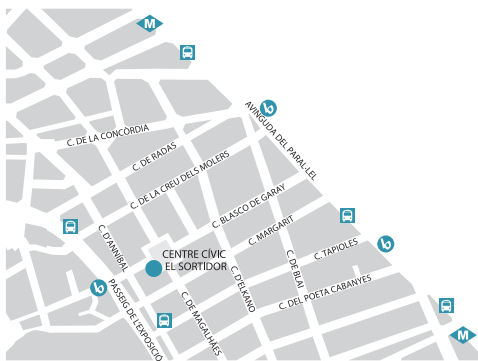 M
AVINGUDA DEL PARAL·LEL
C. DE LA CONCÒRDIA
C. DE RADAS
C. DE LA CREU DELS MOLERS
C. BLASCO DE GARAY
C. MARGARIT
C. TAPIOLES
C. D'ANNÍBAL
CENTRE CÍVIC
EL SORTIDOR
C. D'ELKANO
C. DE BLAI
C. DEL POETA CABANYES
PASSEIG DE L'EXPOSICIÓ
C. DE MAGALHAES
M